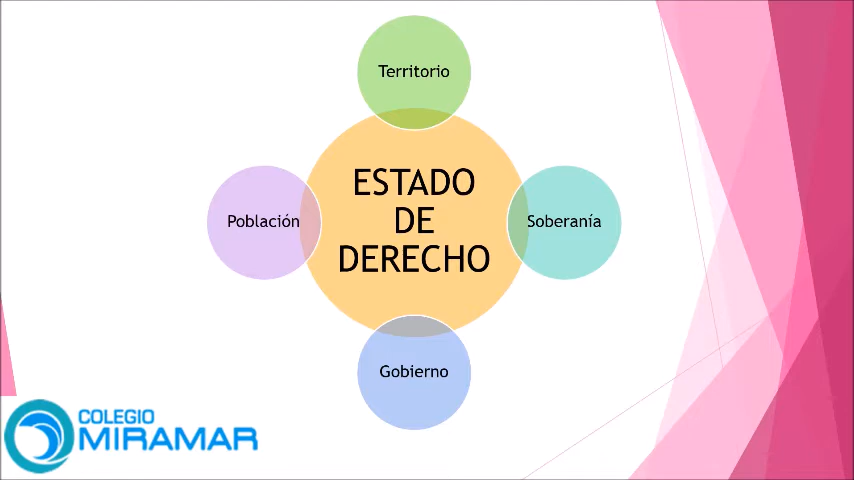 Territorio
ESTADO
DE
DERECHO
Población
Soberanía
Gobierno
COLEGIO
MIRAMAR